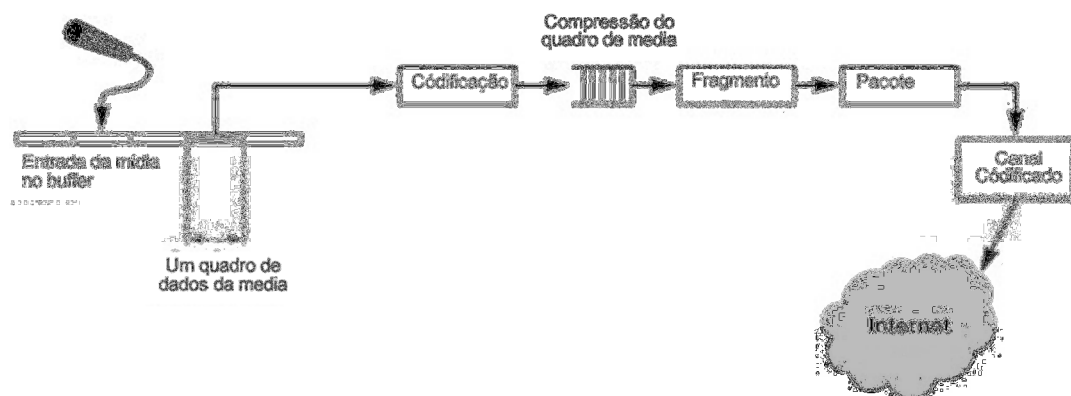 Compressão do
quadro de media
Códificação
Fragmento
Pacote
Entrada da mídia
no buffer
Canal
Códificado
Um quadro de
dados da media
Internet